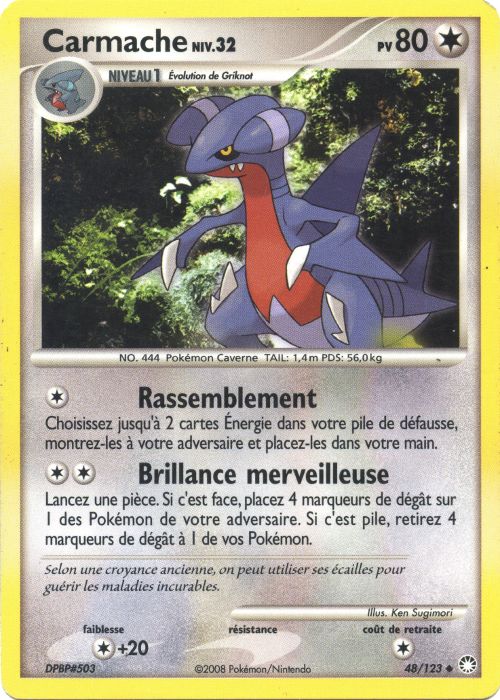 Carmache NIV.32 PV 80
NIVEAU 1 Évolution de Griknot
NO. 444 Pokémon Caverne TAIL: 1,4m PDS: 56,0kg
Rassemblement
Choisissez jusqu'à 2 cartes Énergie dans votre pile de défausse,
montrez-les à votre adversaire et placez-les dans votre main.
Brillance merveilleuse
Lancez une pièce. Si c'est face, placez 4 marqueurs de dégât sur
1 des Pokémon de votre adversaire. Si c'est pile, retirez 4
marqueurs de dégât à 1 de vos Pokémon.
Selon une croyance ancienne, on peut utiliser ses écailles pour
guérir les maladies incurables.
Illus. Ken Sugimori
faiblesse résistance coût de retraite
+20
DPBP#503 ©2008 Pokémon/Nintendo 48/123